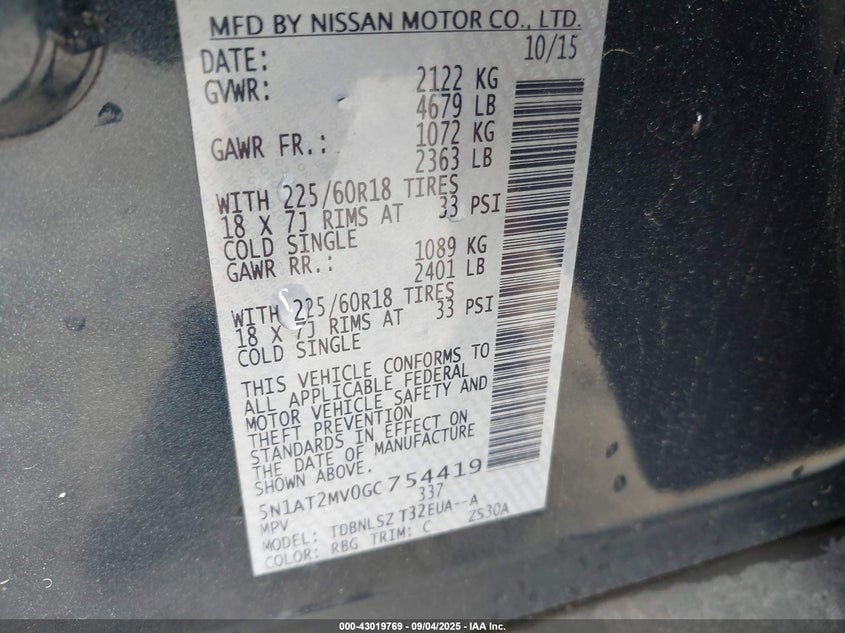 MFD BY NISSAN MOTOR CO., LTD.
DATE: 10/15
GVWR: 2122 KG
4679 LB
GAWR FR.: 1072 KG
2363 LB
WITH 225/60R18 TIRES
18 X 7J RIMS AT 33 PSI
COLD SINGLE
GAWR RR.: 1089 KG
2401 LB
WITH 225/60R18 TIRES
18 X 7J RIMS AT 33 PSI
COLD SINGLE
THIS VEHICLE CONFORMS TO
ALL APPLICABLE FEDERAL
MOTOR VEHICLE SAFETY AND
THEFT PREVENTION
STANDARDS IN EFFECT ON
THE DATE OF MANUFACTURE
SHOWN ABOVE.
5N1AT2MV0GC754419
MPV 337
MODEL: TDBNLSZ T32EUA--A
COLOR: RBG TRIM: C ZS30A
000-43019769 - 09/04/2025 - IAA Inc.